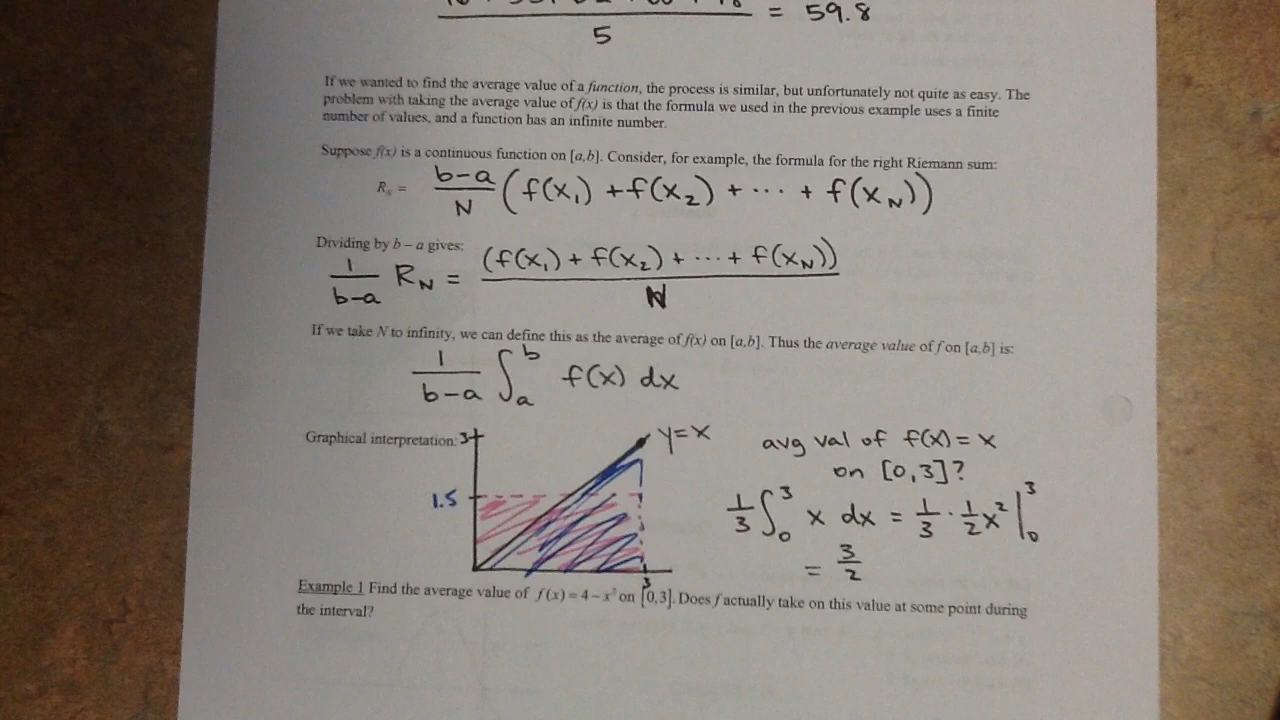 = 59.8
5
If we wanted to find the average value of a function, the process is similar, but unfortunately not quite as easy. The
problem with taking the average value of f(x) is that the formula we used in the previous example uses a finite
number of values, and a function has an infinite number.
Suppose f(x) is a continuous function on [a,b]. Consider, for example, the formula for the right Riemann sum:
R_N = (b-a)/N (f(x₁) + f(x₂) + ··· + f(x_N))
Dividing by b – a gives:
1/(b-a) R_N = (f(x₁) + f(x₂) + ··· + f(x_N))/N
If we take N to infinity, we can define this as the average of f(x) on [a,b]. Thus the average value of f on [a,b] is:
1/(b-a) ∫_a^b f(x) dx
Graphical interpretation:
3
y=x
1.5
3
avg val of f(x) = x
on [0,3]?
1/3 ∫_0^3 x dx = 1/3 · 1/2 x² |_0^3
= 3/2
Example 1 Find the average value of f(x) = 4 – x² on [0,3]. Does f actually take on this value at some point during
the interval?